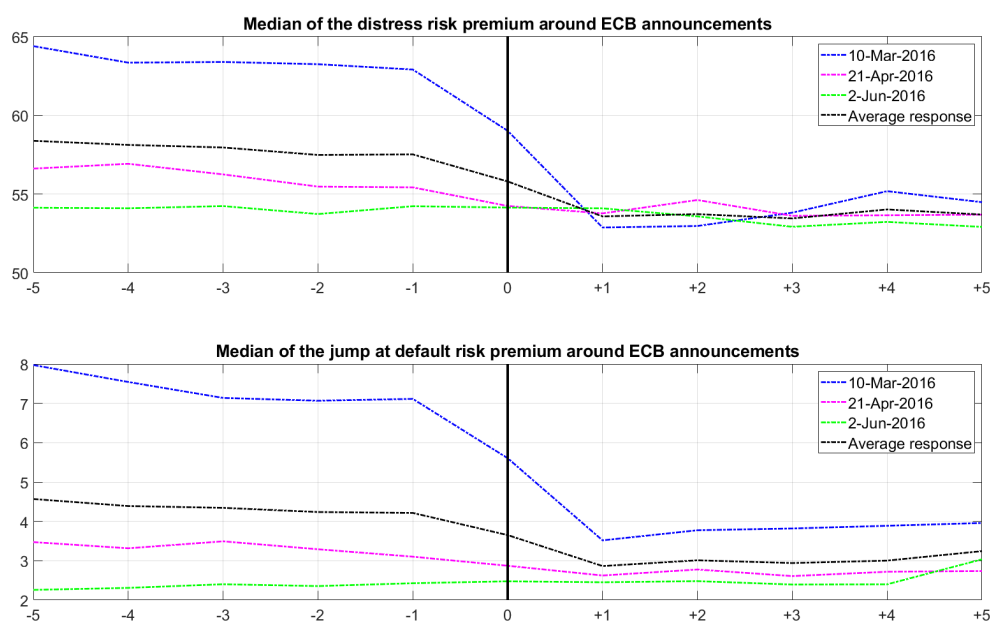 Median of the distress risk premium around ECB announcements
65
60
55
50
10-Mar-2016
21-Apr-2016
2-Jun-2016
Average response
-5 -4 -3 -2 -1 0 +1 +2 +3 +4 +5
Median of the jump at default risk premium around ECB announcements
8
7
6
5
4
3
2
10-Mar-2016
21-Apr-2016
2-Jun-2016
Average response
-5 -4 -3 -2 -1 0 +1 +2 +3 +4 +5